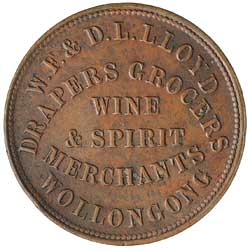 W.F. & D.L. LLOYD
DRAPERS GROCERS
WINE
& SPIRIT
MERCHANTS
WOLLONGONG